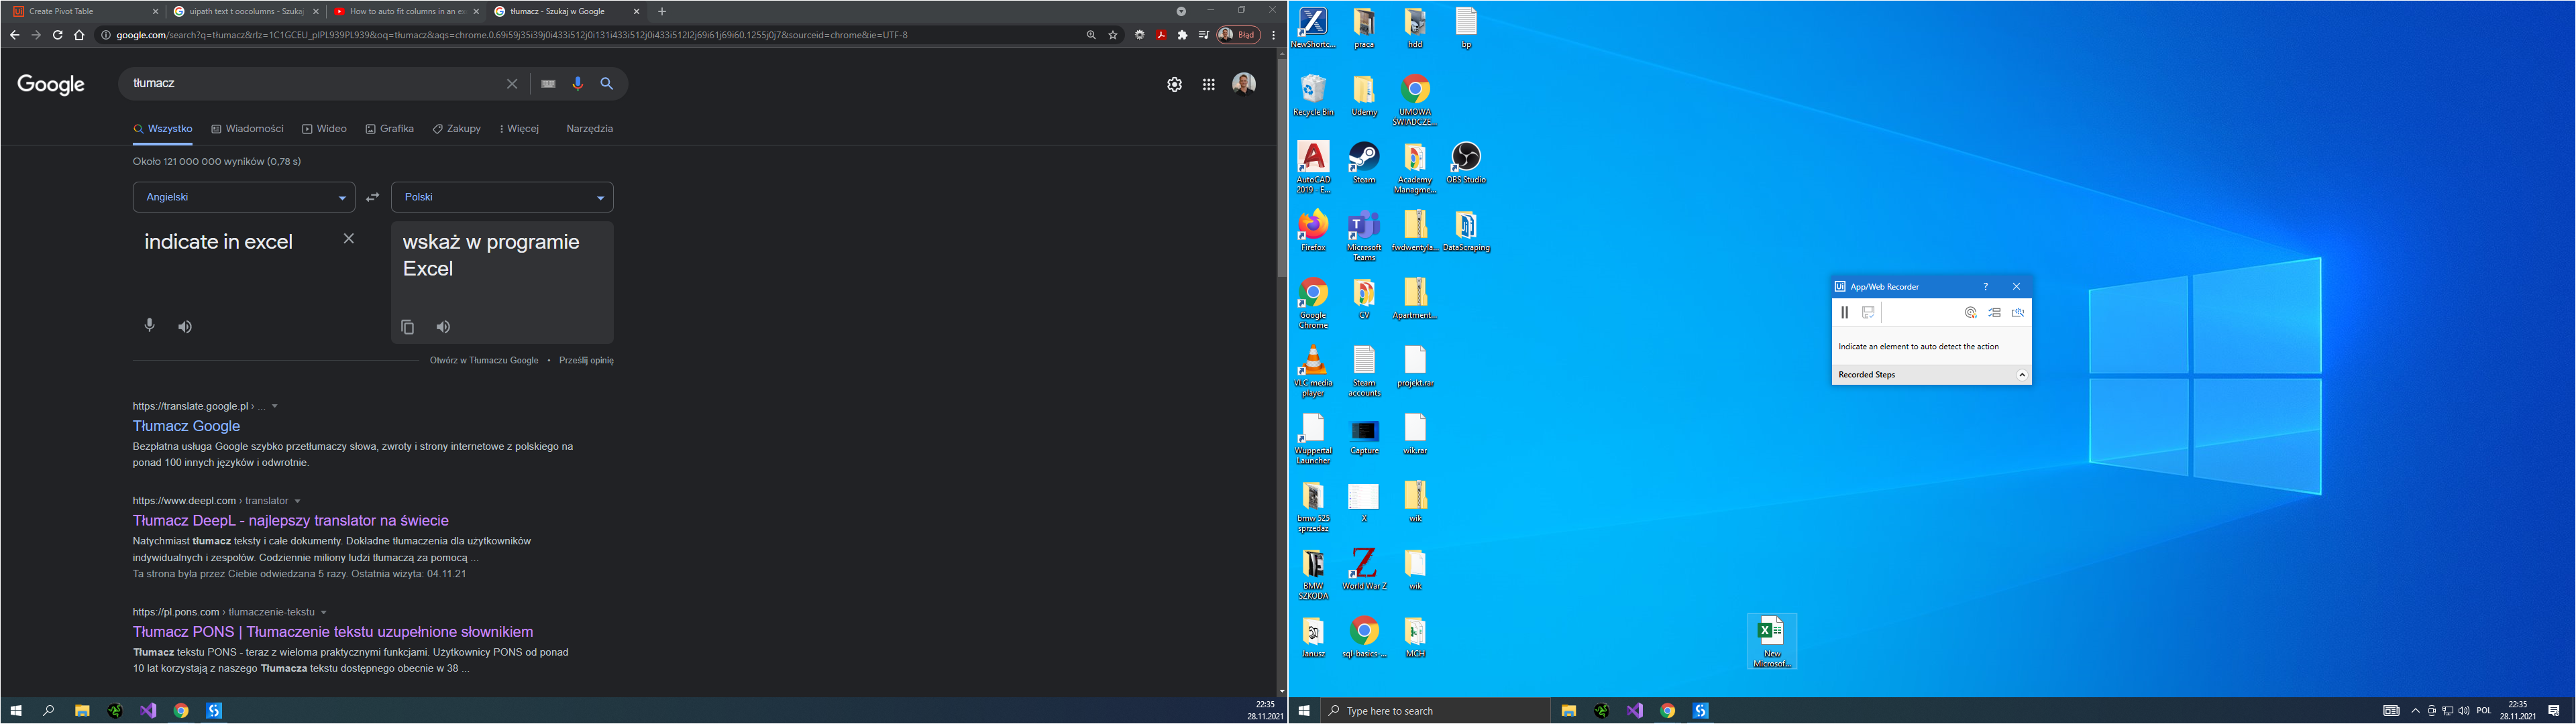 Create Pivot Table
uipath text t oocolumns - Szukaj
How to auto fit columns in an ex
tłumacz - Szukaj w Google
google.com/search?q=tłumacz&rlz=1C1GCEU_plPL939PL939&oq=tłumacz&aqs=chrome.0.69i59j35i39j0i433i512j0i131i433i512j0i433i512l2j69i61j69i60.1255j0j7&sourceid=chrome&ie=UTF-8
Błąd
Google
tłumacz
Wszystko
Wiadomości
Wideo
Grafika
Zakupy
Więcej
Narzędzia
Około 121 000 000 wyników (0,78 s)
Angielski
Polski
indicate in excel
wskaż w programie
Excel
Otwórz w Tłumaczu Google • Prześlij opinię
https://translate.google.pl › ...
Tłumacz Google
Bezpłatna usługa Google szybko przetłumaczy słowa, zwroty i strony internetowe z polskiego na
ponad 100 innych języków i odwrotnie.
https://www.deepl.com › translator
Tłumacz DeepL - najlepszy translator na świecie
Natychmiast tłumacz teksty i całe dokumenty. Dokładne tłumaczenia dla użytkowników
indywidualnych i zespołów. Codziennie miliony ludzi tłumaczą za pomocą ...
Ta strona była przez Ciebie odwiedzana 5 razy. Ostatnia wizyta: 04.11.21
https://pl.pons.com › tłumaczenie-tekstu
Tłumacz PONS | Tłumaczenie tekstu uzupełnione słownikiem
Tłumacz tekstu PONS - teraz z wieloma praktycznymi funkcjami. Użytkownicy PONS od ponad
10 lat korzystają z naszego Tłumacza tekstu dostępnego obecnie w 38 ...
22:35
28.11.2021
NewShortc...
praca
hdd
bp
Recycle Bin
Udemy
UMOWA
ŚWIADCZE...
AutoCAD
2019 - E...
Steam
Academy
Managme...
OBS Studio
Firefox
Microsoft
Teams
fwdwentyla...
DataScraping
Google
Chrome
CV
Apartment...
VLC media
player
Steam
accounts
projekt.rar
Wuppertal
Launcher
Capture
wik.rar
bmw 525
sprzedaz
X
wik
BMW
SZKODA
World War Z
wik
Janusz
sql-basics-...
MCH
App/Web Recorder
?
Indicate an element to auto detect the action
Recorded Steps
New
Microsof...
Type here to search
POL
22:35
28.11.2021